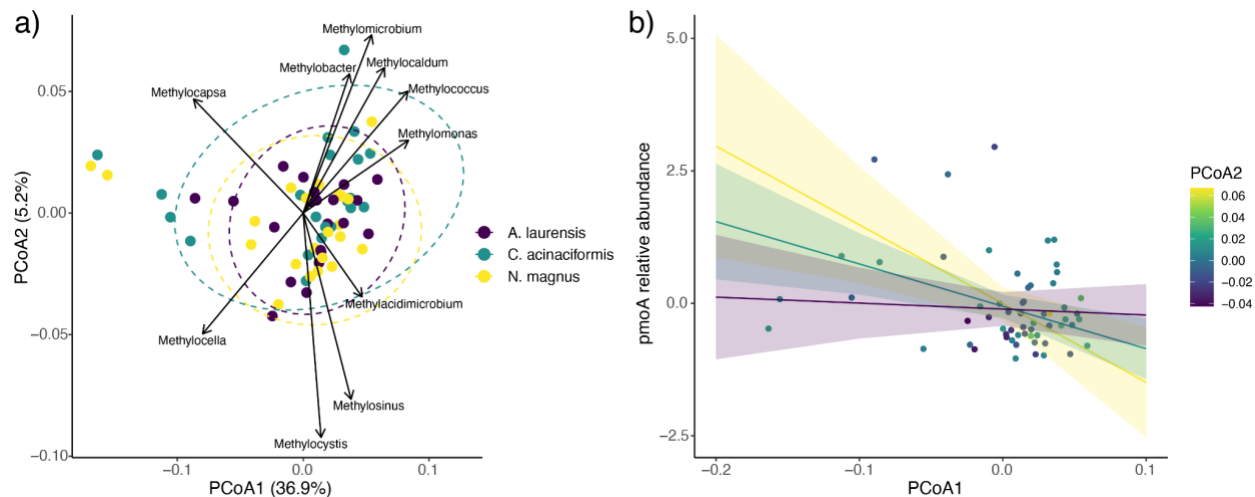 a)
PCoA2 (5.2%)
0.05
0.00
−0.05
−0.10
Methylomicrobium
Methylobacter
Methylocaldum
Methylocapsa
Methylococcus
Methylomonas
Methylacidimicrobium
Methylocella
Methylosinus
Methylocystis
−0.1
0.0
0.1
PCoA1 (36.9%)
A. laurensis
C. acinaciformis
N. magnus
b)
pmoA relative abundance
5.0
2.5
0.0
−2.5
−0.2
−0.1
0.0
0.1
PCoA1
PCoA2
0.06
0.04
0.02
0.00
−0.02
−0.04